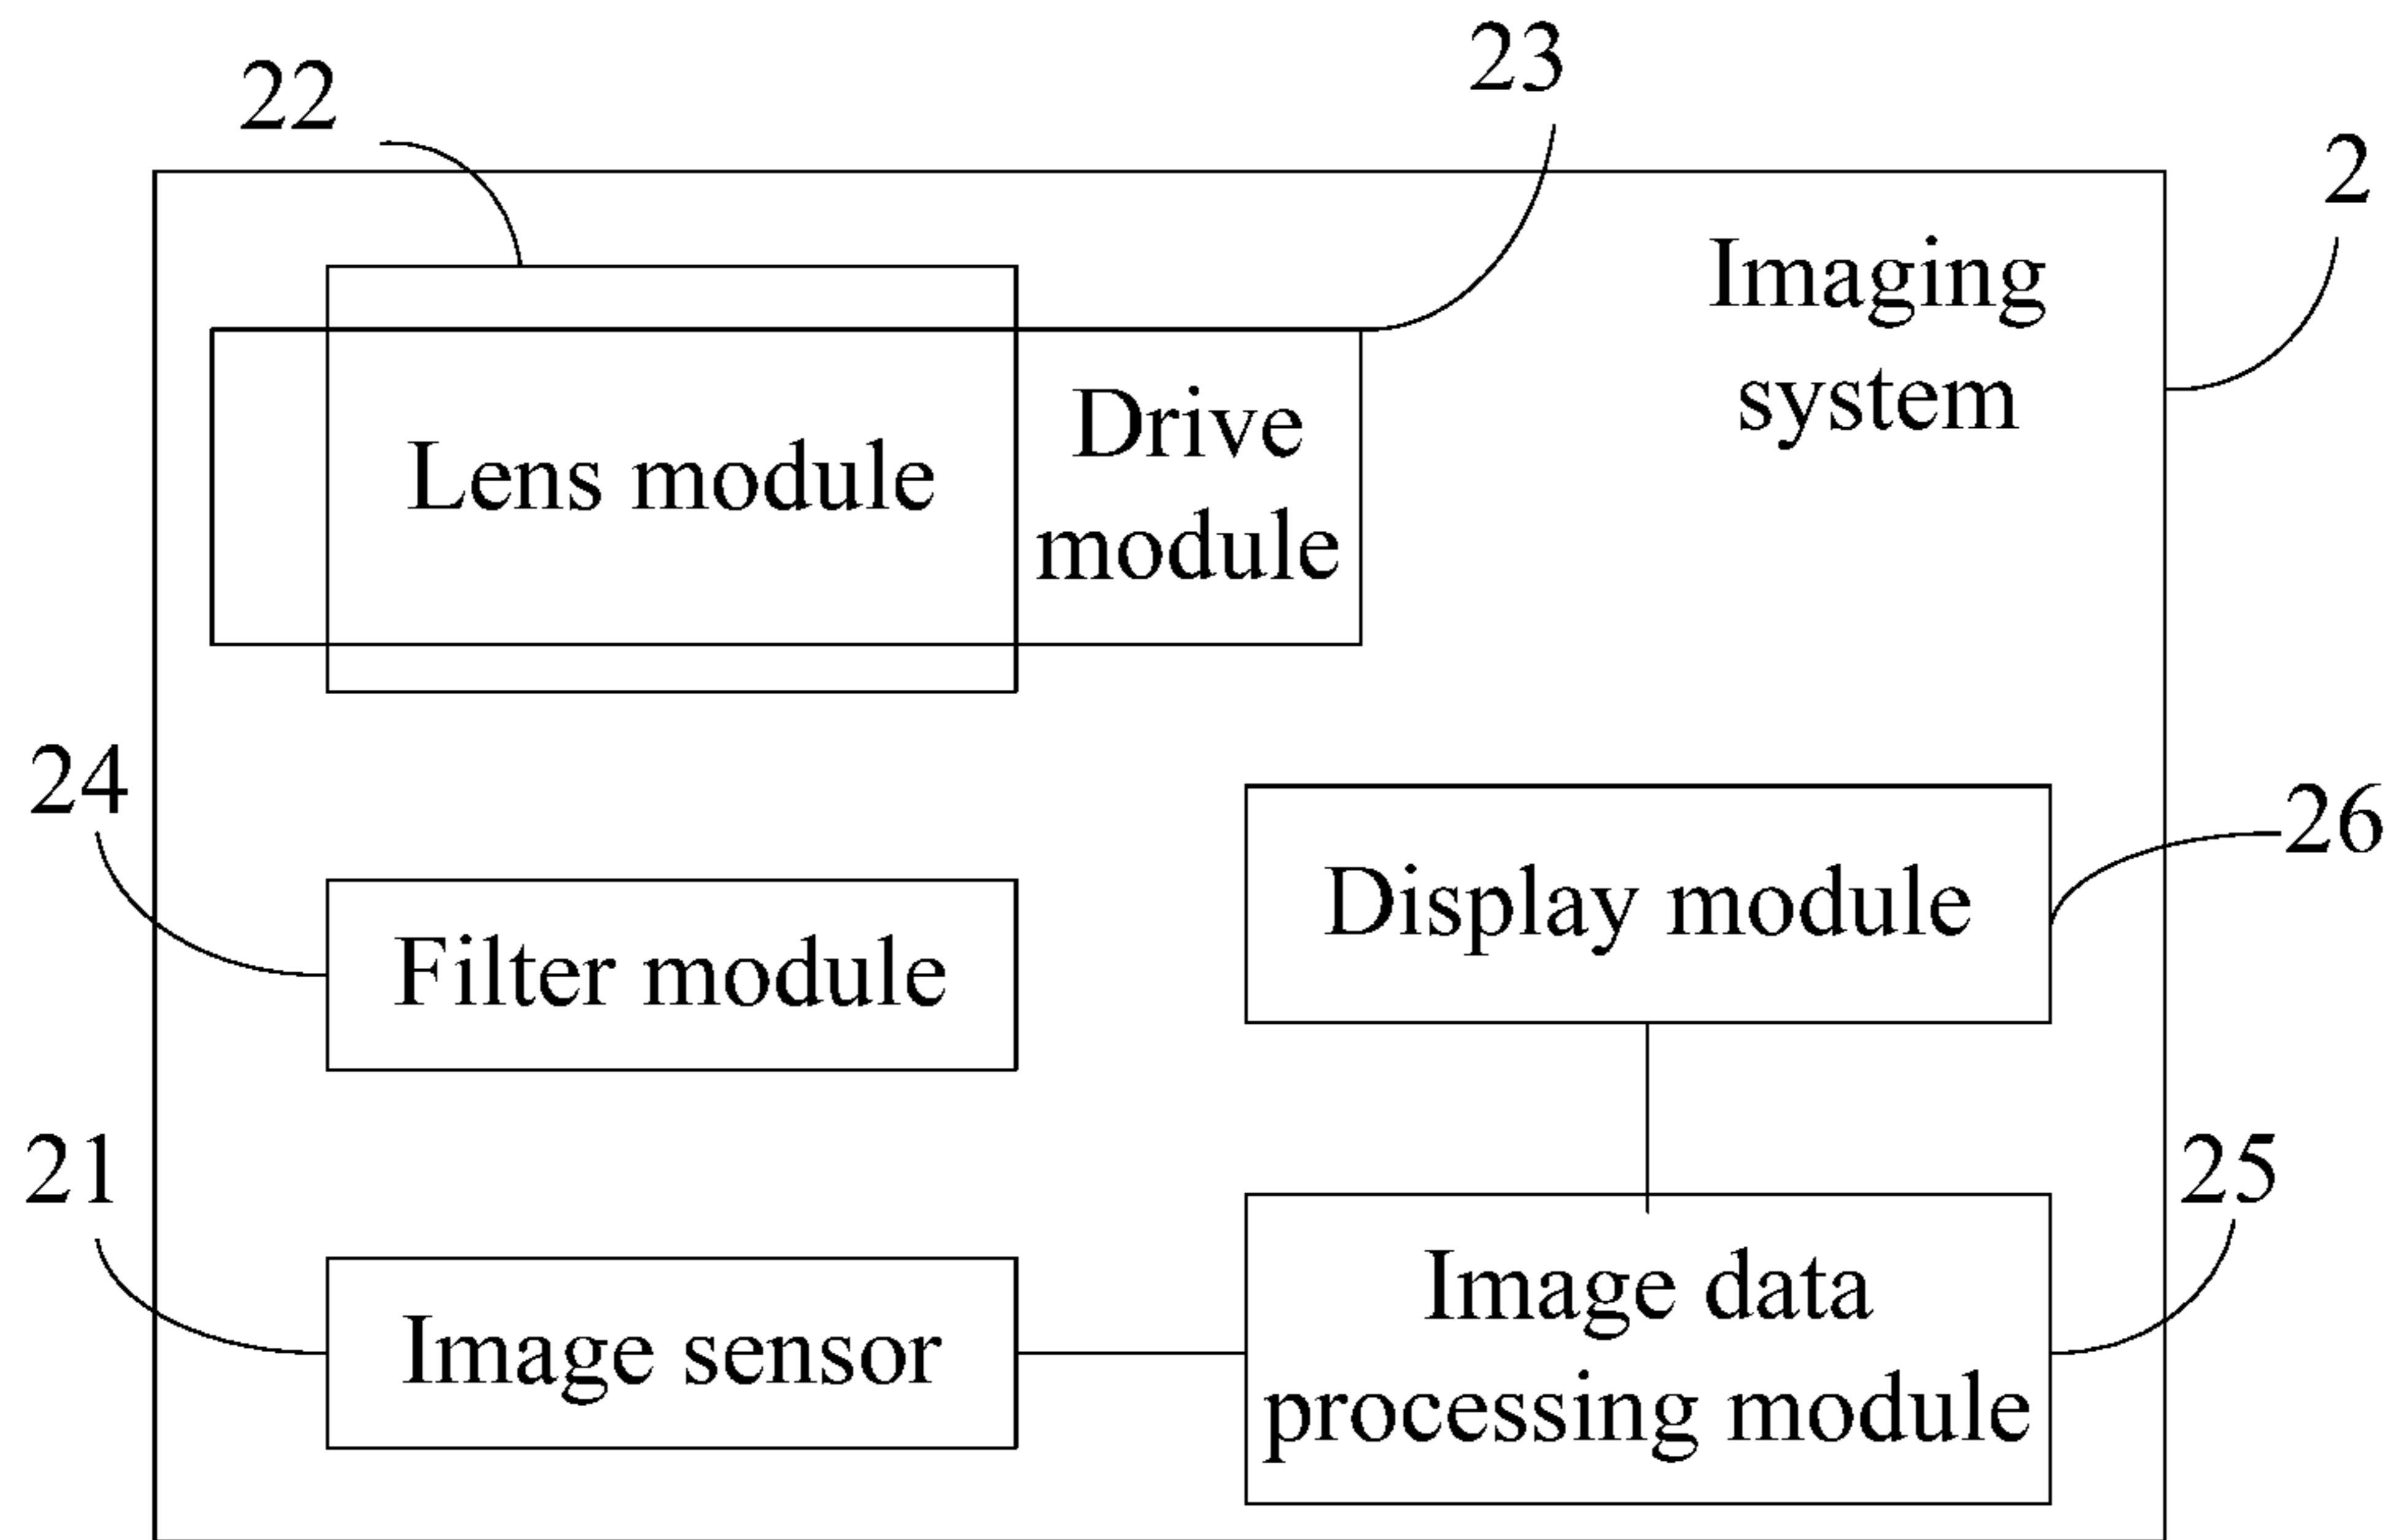 22
23
2
Imaging
system
Drive
module
Lens module
24
26
Display module
Filter module
21
25
Image data
processing module
Image sensor